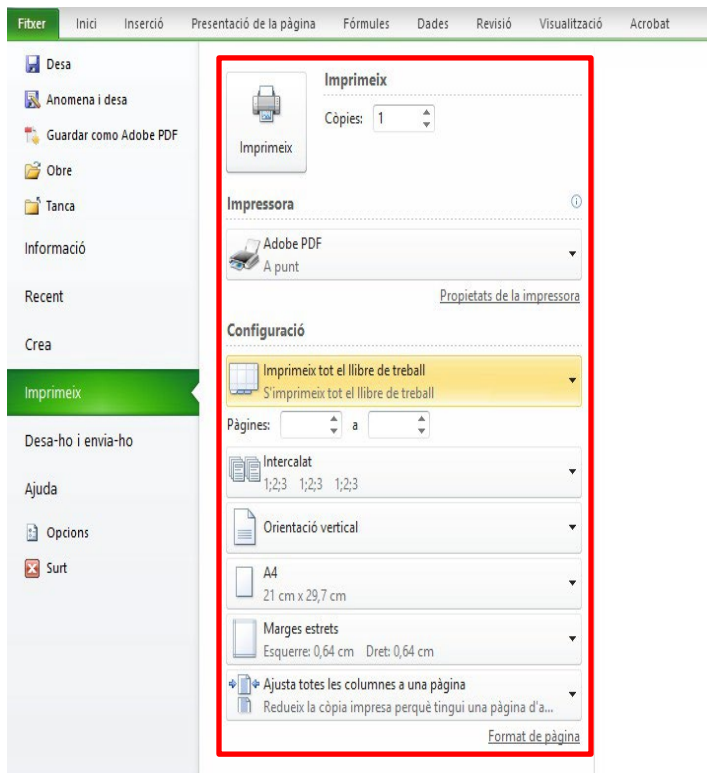 Fitxer Inici Inserció Presentació de la pàgina Fórmules Dades Revisió Visualització Acrobat
Desa
Anomena i desa
Guardar como Adobe PDF
Obre
Tanca
Informació
Recent
Crea
Imprimeix
Desa-ho i envia-ho
Ajuda
Opcions
Surt
Imprimeix
Imprimeix
Còpies: 1
Impressora
Adobe PDF
A punt
Propietats de la impressora
Configuració
Imprimeix tot el llibre de treball
S'imprimeix tot el llibre de treball
Pàgines: a
Intercalat
1;2;3 1;2;3 1;2;3
Orientació vertical
A4
21 cm x 29,7 cm
Marges estrets
Esquerre: 0,64 cm Dret: 0,64 cm
Ajusta totes les columnes a una pàgina
Redueix la còpia impresa perquè tingui una pàgina d'a...
Format de pàgina